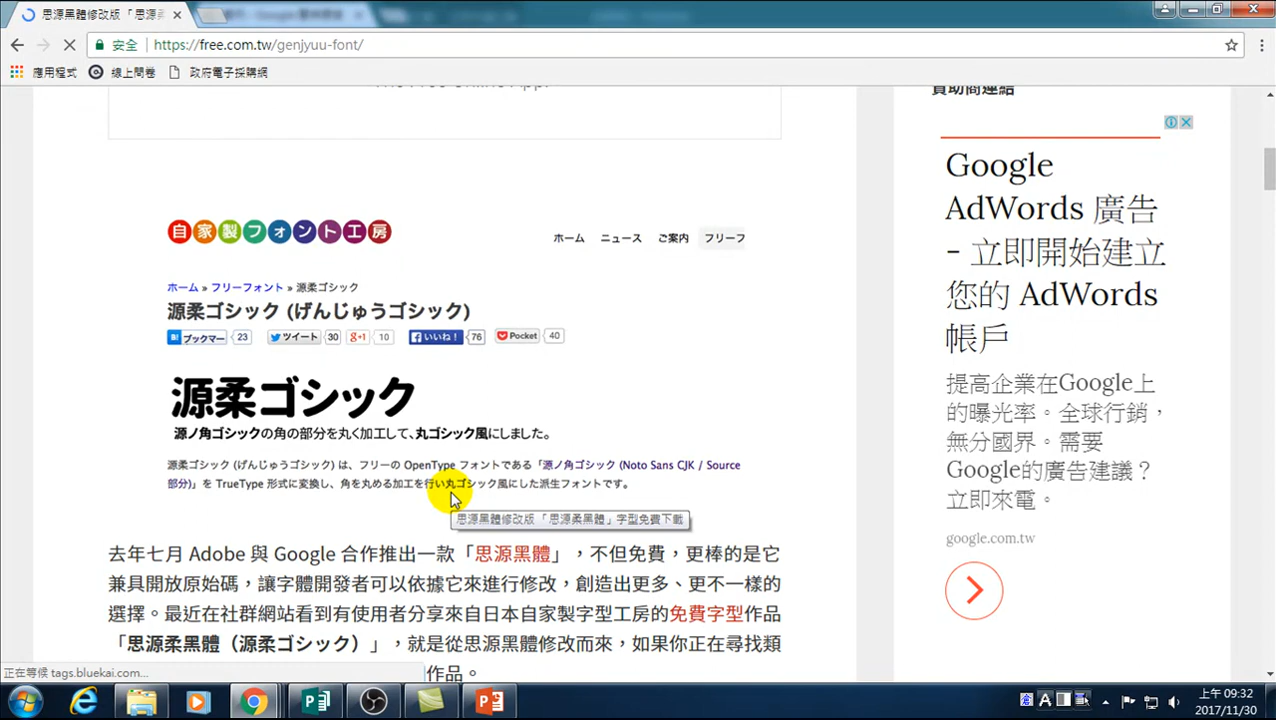 思源黑體修改版「思源柔
安全 | https://free.com.tw/genjyuu-font/
應用程式 線上問卷 政府電子採購網
贊助商連結
自家製フォント工房
ホーム ニュース ご案内 フリーフ
ホーム » フリーフォント » 源柔ゴシック
源柔ゴシック (げんじゅうゴシック)
ブックマー 23 ツイート 30 g+1 10 いいね！ 76 Pocket 40
源柔ゴシック
源ノ角ゴシックの角の部分を丸く加工して、丸ゴシック風にしました。
源柔ゴシック (げんじゅうゴシック) は、フリーの OpenType フォントである「源ノ角ゴシック (Noto Sans CJK / Source
部分)」を TrueType 形式に変換し、角を丸める加工を行い丸ゴシック風にした派生フォントです。
思源黑體修改版「思源柔黑體」字型免費下載
去年七月 Adobe 與 Google 合作推出一款「思源黑體」，不但免費，更棒的是它
兼具開放原始碼，讓字體開發者可以依據它來進行修改，創造出更多、更不一樣的
選擇。最近在社群網站看到有使用者分享來自日本自家製字型工房的免費字型作品
「思源柔黑體（源柔ゴシック）」，就是從思源黑體修改而來，如果你正在尋找類
作品。
Google
AdWords 廣告
- 立即開始建立
您的 AdWords
帳戶
提高企業在Google上
的曝光率。全球行銷，
無分國界。需要
Google的廣告建議？
立即來電。
google.com.tw
正在等候 tags.bluekai.com...
上午 09:32
2017/11/30